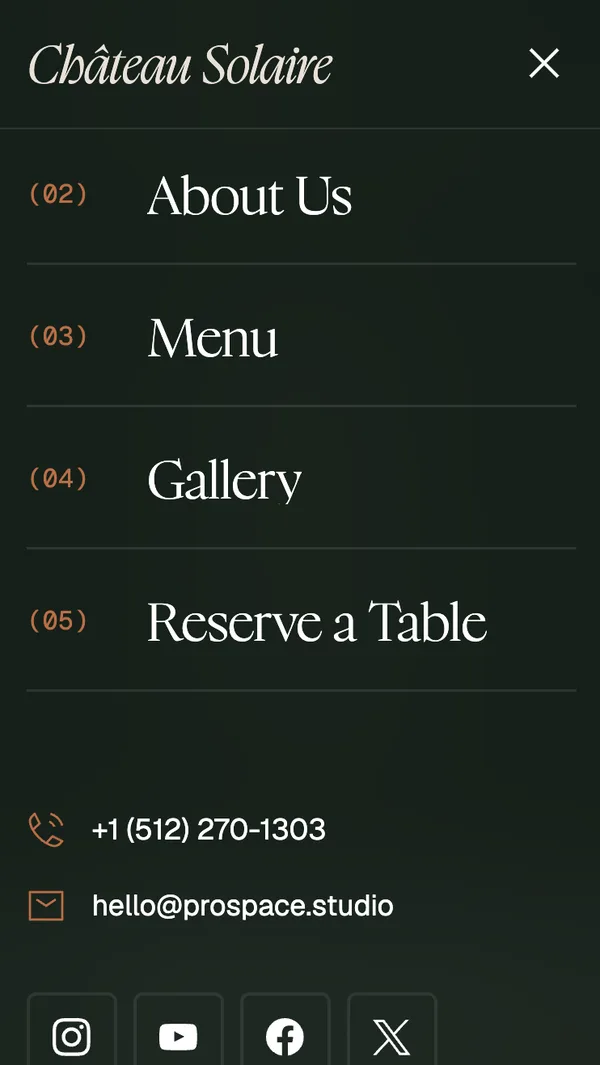 Château Solaire
(02) About Us
(03) Menu
(04) Gallery
(05) Reserve a Table
+1 (512) 270-1303
hello@prospace.studio